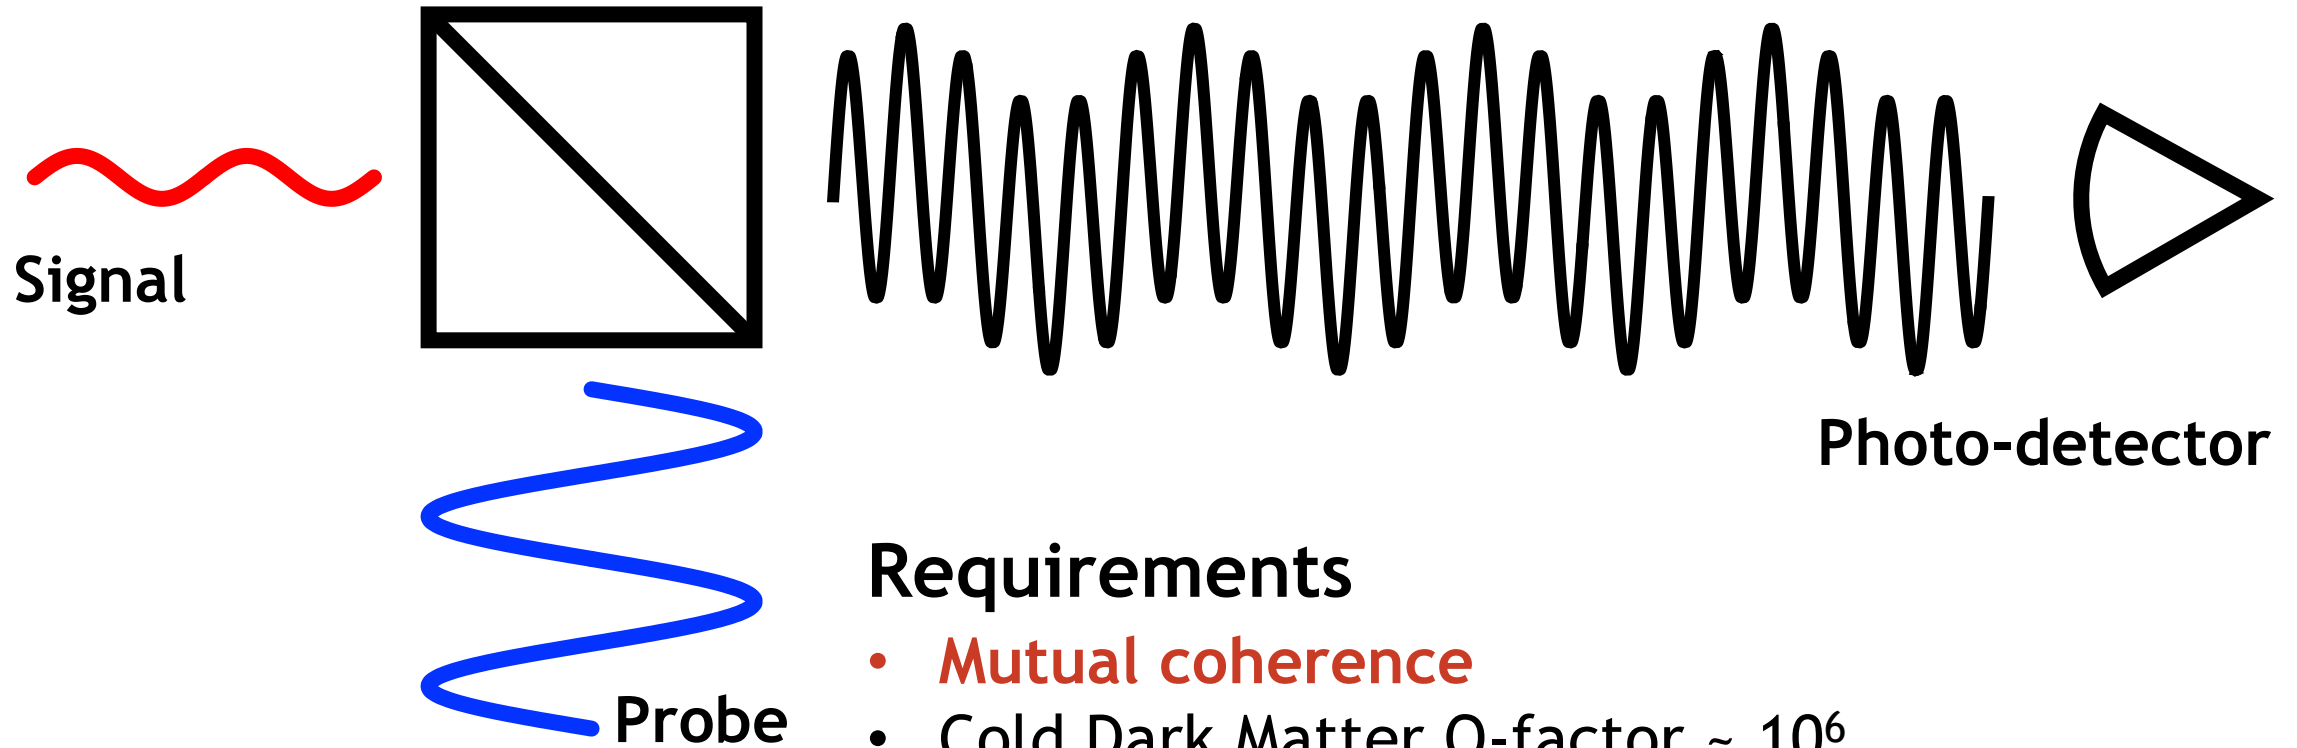 Signal
Photo-detector
Requirements
• Mutual coherence
Probe
• Cold Dark Matter Q-factor ~ 10⁶